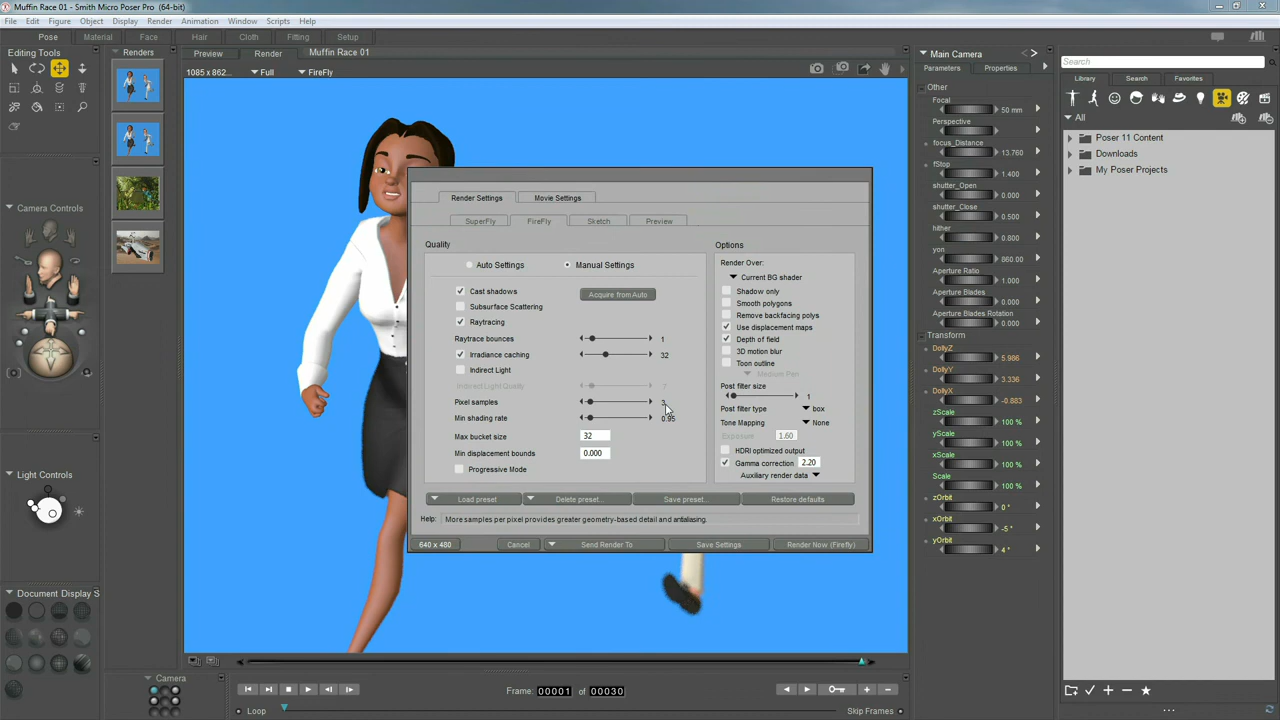 Muffin Race 01 - Smith Micro Poser Pro (64-bit)
File Edit Figure Object Display Render Animation Window Scripts Help
Pose Material Face Hair Cloth Fitting Setup
Editing Tools
Renders
Preview Render Muffin Race 01
1085 x 862... Full FireFly
Camera Controls
Light Controls
Document Display S
Render Settings Movie Settings
SuperFly FireFly Sketch Preview
Quality
Auto Settings Manual Settings
Cast shadows Acquire from Auto
Subsurface Scattering
Raytracing
Raytrace bounces 1
Irradiance caching 32
Indirect Light
Indirect Light Quality 7
Pixel samples 3
Min shading rate 0.95
Max bucket size 32
Min displacement bounds 0.000
Progressive Mode
Options
Render Over:
Current BG shader
Shadow only
Smooth polygons
Remove backfacing polys
Use displacement maps
Depth of field
3D motion blur
Toon outline
Medium Pen
Post filter size
1
Post filter type box
Tone Mapping None
Exposure 1.60
HDRI optimized output
Gamma correction 2.20
Auxiliary render data
Load preset Delete preset... Save preset... Restore defaults
Help: More samples per pixel provides greater geometry-based detail and antialiasing.
640 x 480 Cancel Send Render To Save Settings Render Now (Firefly)
Main Camera
Parameters Properties
Other
Focal
50 mm
Perspective
focus_Distance
13.760
fStop
1.400
shutter_Open
0.000
shutter_Close
0.500
hither
0.800
yon
860.00
Aperture Ratio
1.000
Aperture Blades
0.000
Aperture Blades Rotation
0.000
Transform
DollyZ
5.986
DollyY
3.336
DollyX
-0.883
zScale
100 %
yScale
100 %
xScale
100 %
Scale
100 %
zOrbit
0 °
xOrbit
-5 °
yOrbit
4 °
Search
Library Search Favorites
All
Poser 11 Content
Downloads
My Poser Projects
Camera
Frame: 00001 of 00030
Loop
Skip Frames